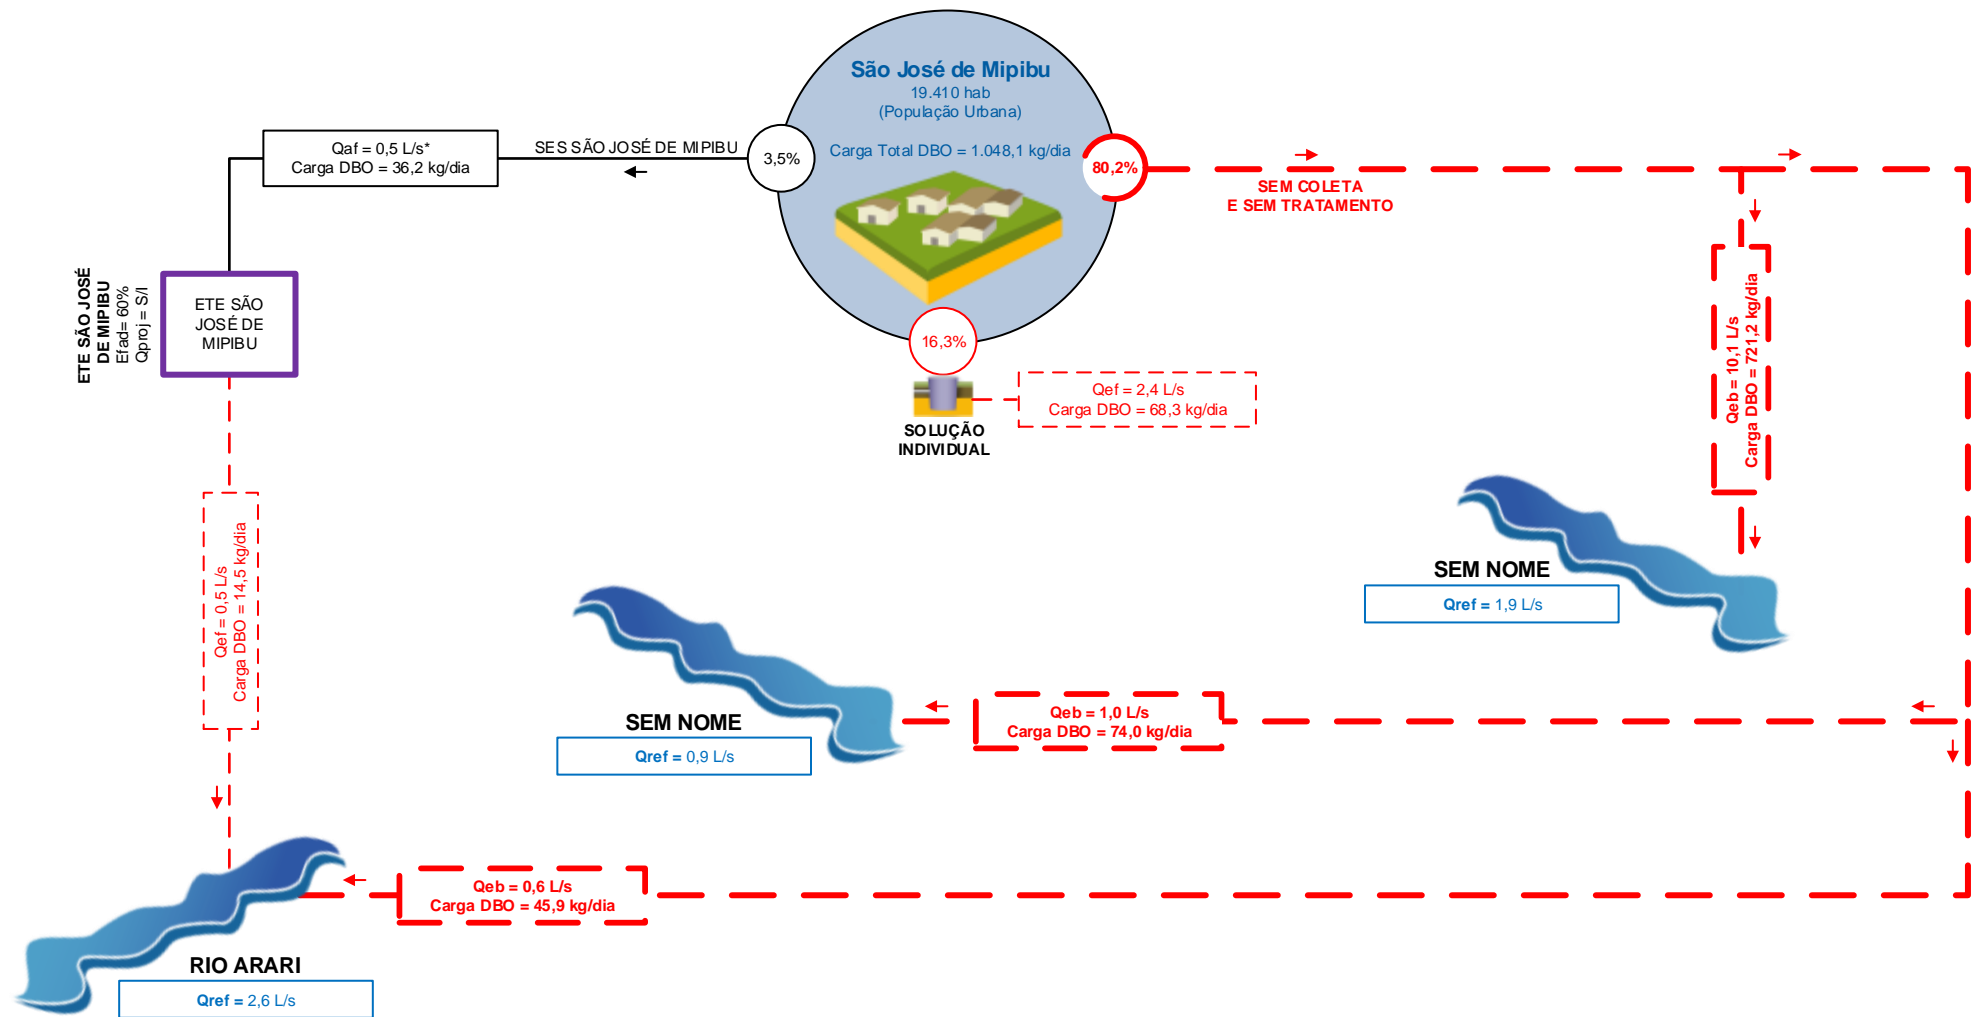 São José de Mipibu
19.410 hab
(População Urbana)
Carga Total DBO = 1.048,1 kg/dia
3,5%
80,2%
16,3%
SES SÃO JOSÉ DE MIPIBU
Qaf = 0,5 L/s*
Carga DBO = 36,2 kg/dia
SEM COLETA
E SEM TRATAMENTO
ETE SÃO JOSÉ
DE MIPIBU
Efad= 60%
Qproj = S/I
ETE SÃO
JOSÉ DE
MIPIBU
Qef = 2,4 L/s
Carga DBO = 68,3 kg/dia
SOLUÇÃO
INDIVIDUAL
Qeb = 10,1 L/s
Carga DBO = 721,2 kg/dia
Qef = 0,5 L/s
Carga DBO = 14,5 kg/dia
SEM NOME
Qref = 1,9 L/s
SEM NOME
Qref = 0,9 L/s
Qeb = 1,0 L/s
Carga DBO = 74,0 kg/dia
Qeb = 0,6 L/s
Carga DBO = 45,9 kg/dia
RIO ARARI
Qref = 2,6 L/s